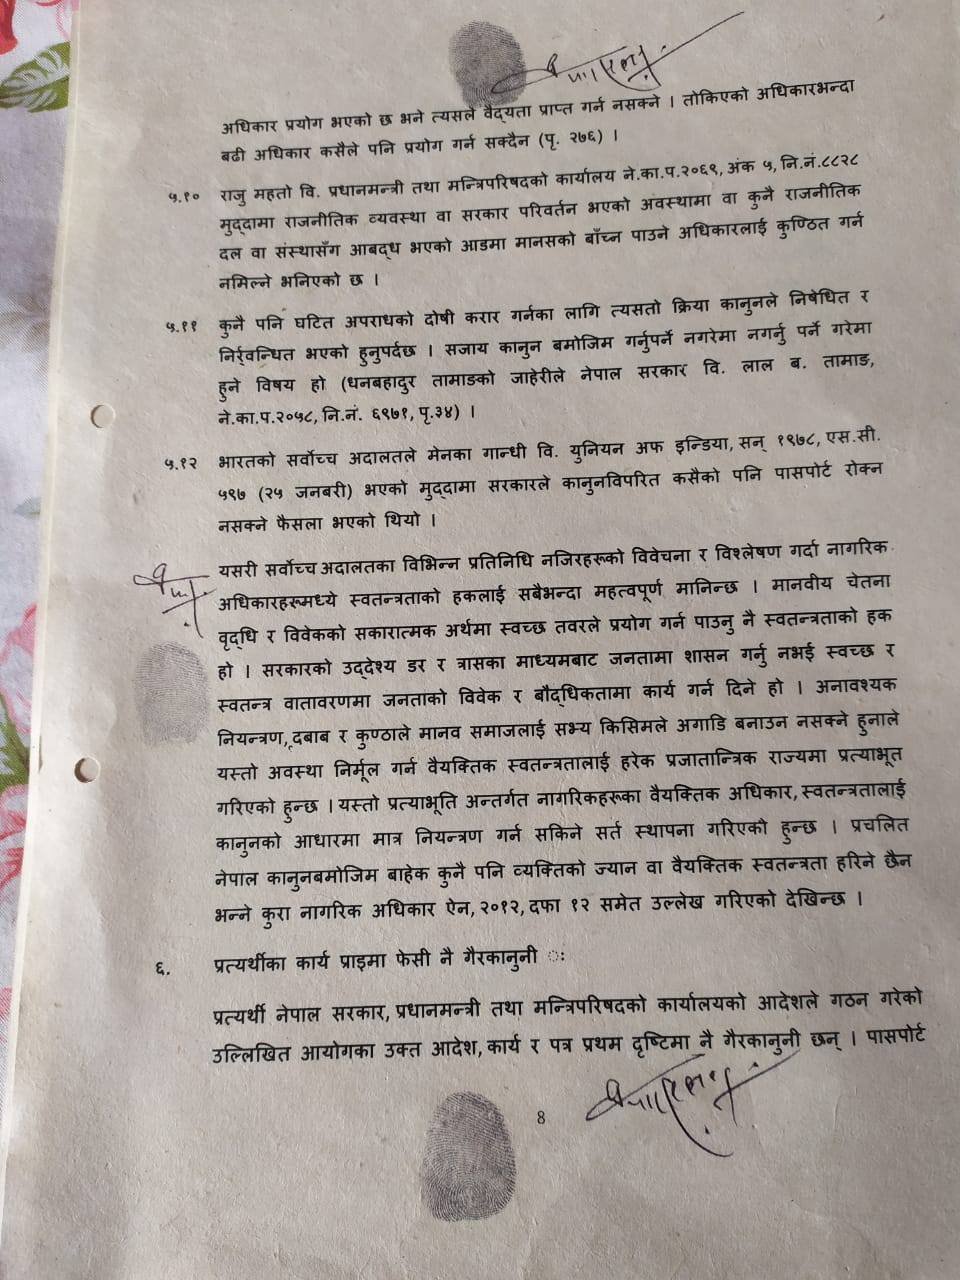 अधिकार प्रयोग भएको छ भने त्यसले वैद्यता प्राप्त गर्न नसक्ने । तोकिएको अधिकारभन्दा
बढी अधिकार कसैले पनि प्रयोग गर्न सक्दैन (पृ. २७६) ।
५.१० राजु महतो वि. प्रधानमन्त्री तथा मन्त्रिपरिषदको कार्यालय ने.का.प.२०६९, अंक ५, नि.नं.८८२८
मुद्दामा राजनीतिक व्यवस्था वा सरकार परिवर्तन भएको अवस्थामा वा कुनै राजनीतिक
दल वा संस्थासँग आबद्ध भएको आडमा मानसको बाँच्न पाउने अधिकारलाई कुण्ठित गर्न
नमिल्ने भनिएको छ ।
५.११ कुनै पनि घटित अपराधको दोषी करार गर्नका लागि त्यसतो क्रिया कानुनले निषेधित र
निर्र्वन्धित भएको हुनुपर्दछ । सजाय कानुन बमोजिम गर्नुपर्ने नगरेमा नगर्नु पर्ने गरेमा
हुने विषय हो (धनबहादुर तामाङको जाहेरीले नेपाल सरकार वि. लाल ब. तामाङ,
ने.का.प.२०५८, नि.नं. ६९७१, पृ.३४) ।
५.१२ भारतको सर्वोच्च अदालतले मेनका गान्धी वि. युनियन अफ इन्डिया, सन् १९७८, एस.सी.
५९७ (२५ जनबरी) भएको मुद्दामा सरकारले कानुनविपरित कसैको पनि पासपोर्ट रोक्न
नसक्ने फैसला भएको थियो ।
यसरी सर्वोच्च अदालतका विभिन्न प्रतिनिधि नजिरहरूको विवेचना र विश्लेषण गर्दा नागरिक
अधिकारहरूमध्ये स्वतन्त्रताको हकलाई सबैभन्दा महत्वपूर्ण मानिन्छ । मानवीय चेतना
वृद्धि र विवेकको सकारात्मक अर्थमा स्वच्छ तवरले प्रयोग गर्न पाउनु नै स्वतन्त्रताको हक
हो । सरकारको उद्देश्य डर र त्रासका माध्यमबाट जनतामा शासन गर्नु नभई स्वच्छ र
स्वतन्त्र वातावरणमा जनताको विवेक र बौद्धिकतामा कार्य गर्न दिने हो । अनावश्यक
नियन्त्रण, दबाब र कुण्ठाले मानव समाजलाई सभ्य किसिमले अगाडि बनाउन नसक्ने हुनाले
यस्तो अवस्था निर्मूल गर्न वैयक्तिक स्वतन्त्रतालाई हरेक प्रजातान्त्रिक राज्यमा प्रत्याभूत
गरिएको हुन्छ । यस्तो प्रत्याभूति अन्तर्गत नागरिकहरूका वैयक्तिक अधिकार, स्वतन्त्रतालाई
कानुनको आधारमा मात्र नियन्त्रण गर्न सकिने सर्त स्थापना गरिएको हुन्छ । प्रचलित
नेपाल कानुनबमोजिम बाहेक कुनै पनि व्यक्तिको ज्यान वा वैयक्तिक स्वतन्त्रता हरिने छैन
भन्ने कुरा नागरिक अधिकार ऐन, २०१२, दफा १२ समेत उल्लेख गरिएको देखिन्छ ।
६. प्रत्यर्थीका कार्य प्राइमा फेसी नै गैरकानुनी ः
प्रत्यर्थी नेपाल सरकार, प्रधानमन्त्री तथा मन्त्रिपरिषदको कार्यालयको आदेशले गठन गरेको
उल्लिखित आयोगका उक्त आदेश, कार्य र पत्र प्रथम दृष्टिमा नै गैरकानुनी छन् । पासपोर्ट
8